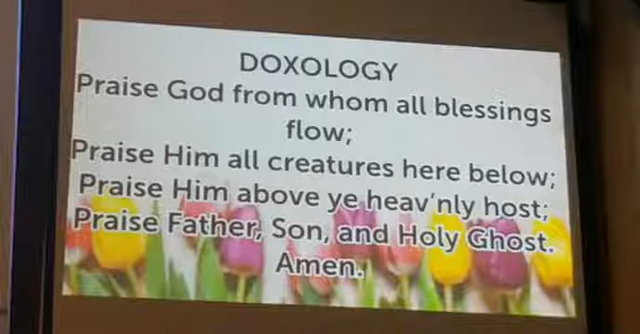 DOXOLOGY
Praise God from whom all blessings
flow;
Praise Him all creatures here below;
Praise Him above ye heav'nly host;
Praise Father, Son, and Holy Ghost.
Amen.